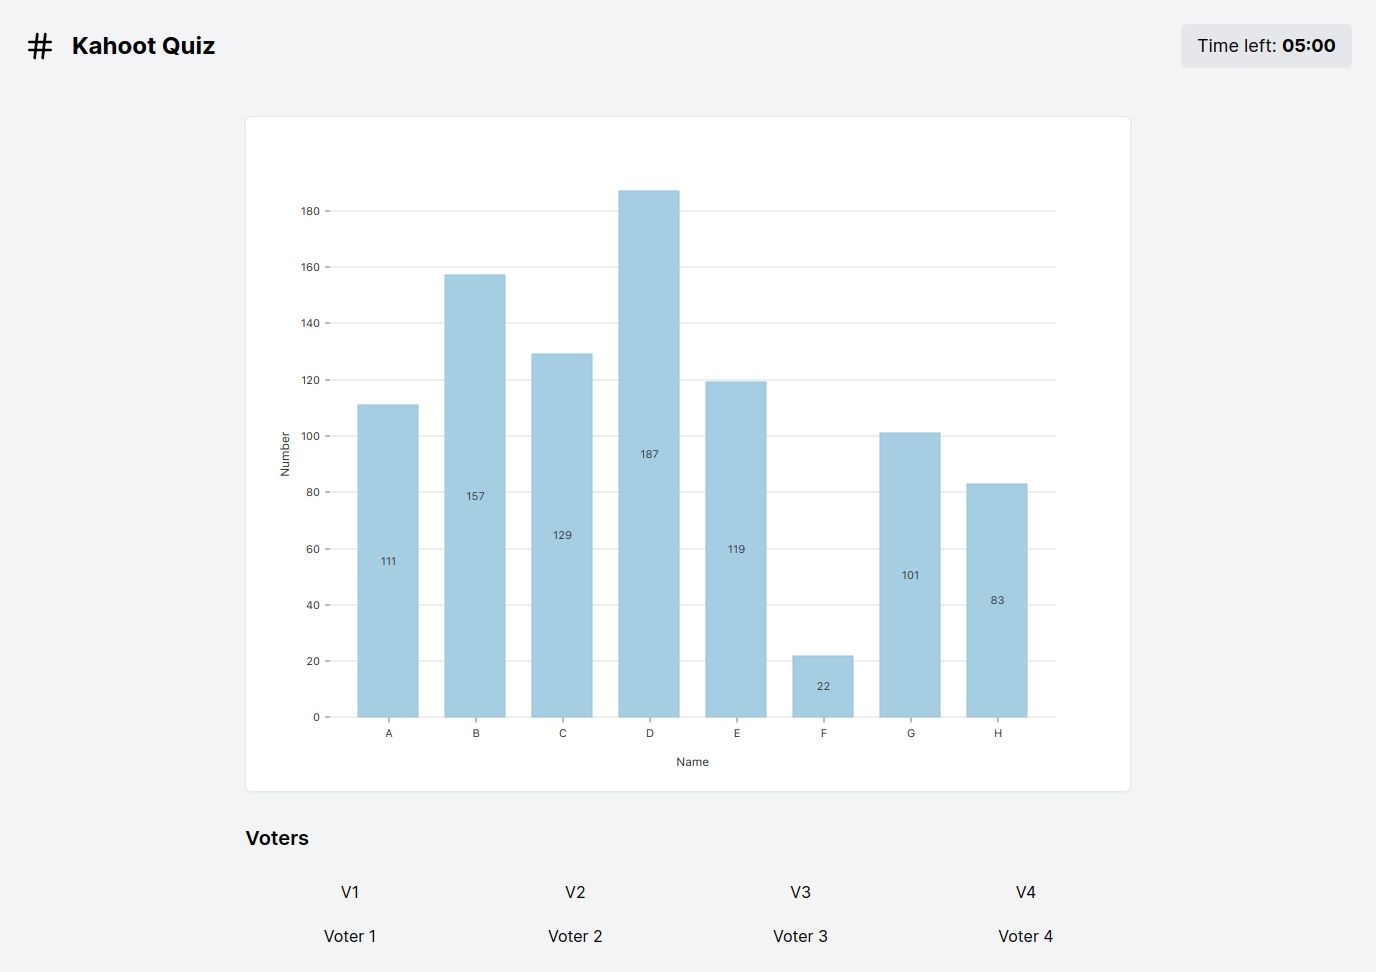 Kahoot Quiz
Time left: 05:00
180
160
140
120
100
80
60
40
20
0
Number
111
157
129
187
119
22
101
83
A B C D E F G H
Name
Voters
V1 V2 V3 V4
Voter 1 Voter 2 Voter 3 Voter 4